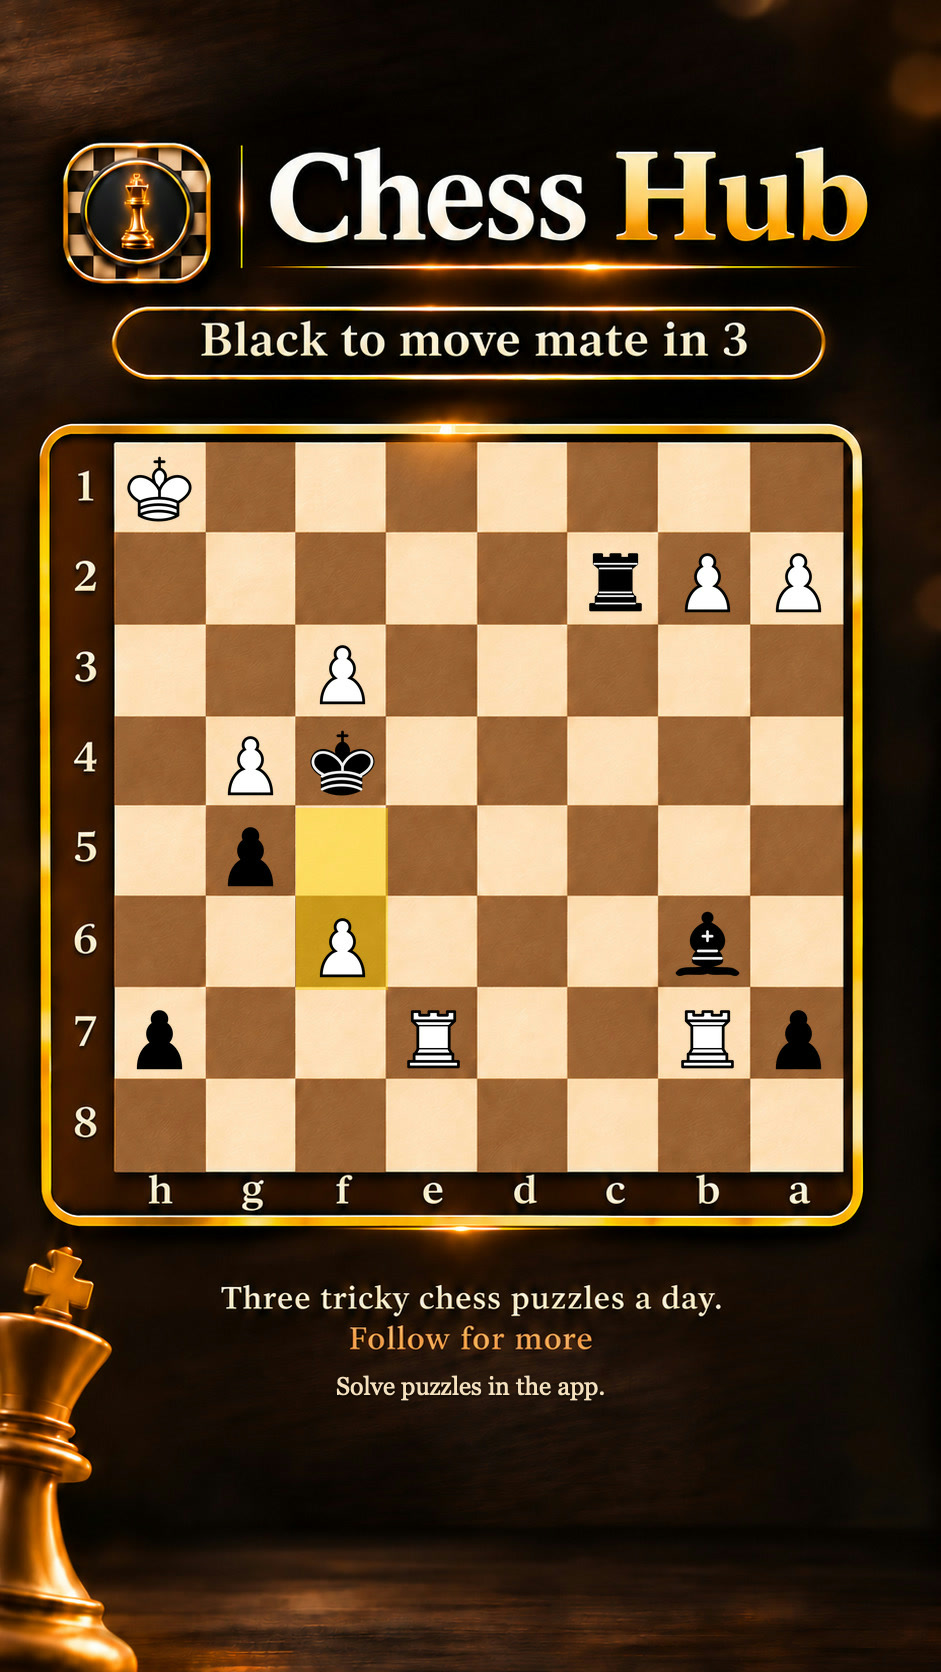 Chess Hub
Black to move mate in 3
1
2
3
4
5
6
7
8
h g f e d c b a
Three tricky chess puzzles a day.
Follow for more
Solve puzzles in the app.